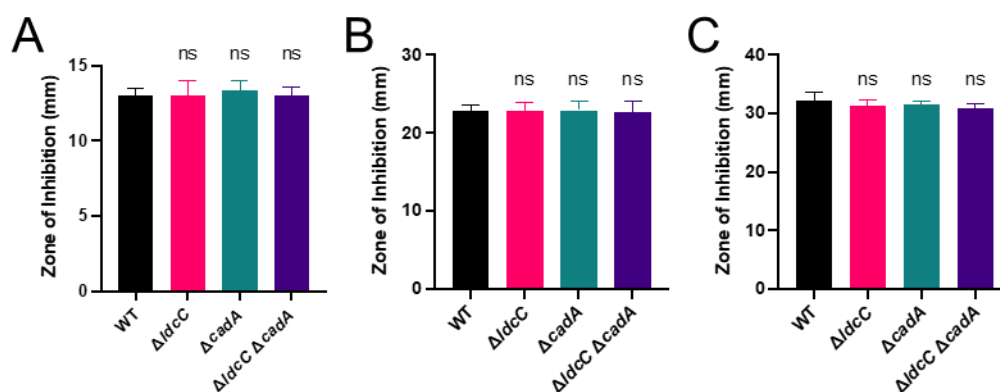 A
Zone of Inhibition (mm)
15
10
5
0
ns
ns
ns
WT
ΔldcC
ΔcadA
ΔldcC ΔcadA
B
Zone of Inhibition (mm)
30
20
10
0
ns
ns
ns
WT
ΔldcC
ΔcadA
ΔldcC ΔcadA
C
Zone of Inhibition (mm)
40
30
20
10
0
ns
ns
ns
WT
ΔldcC
ΔcadA
ΔldcC ΔcadA